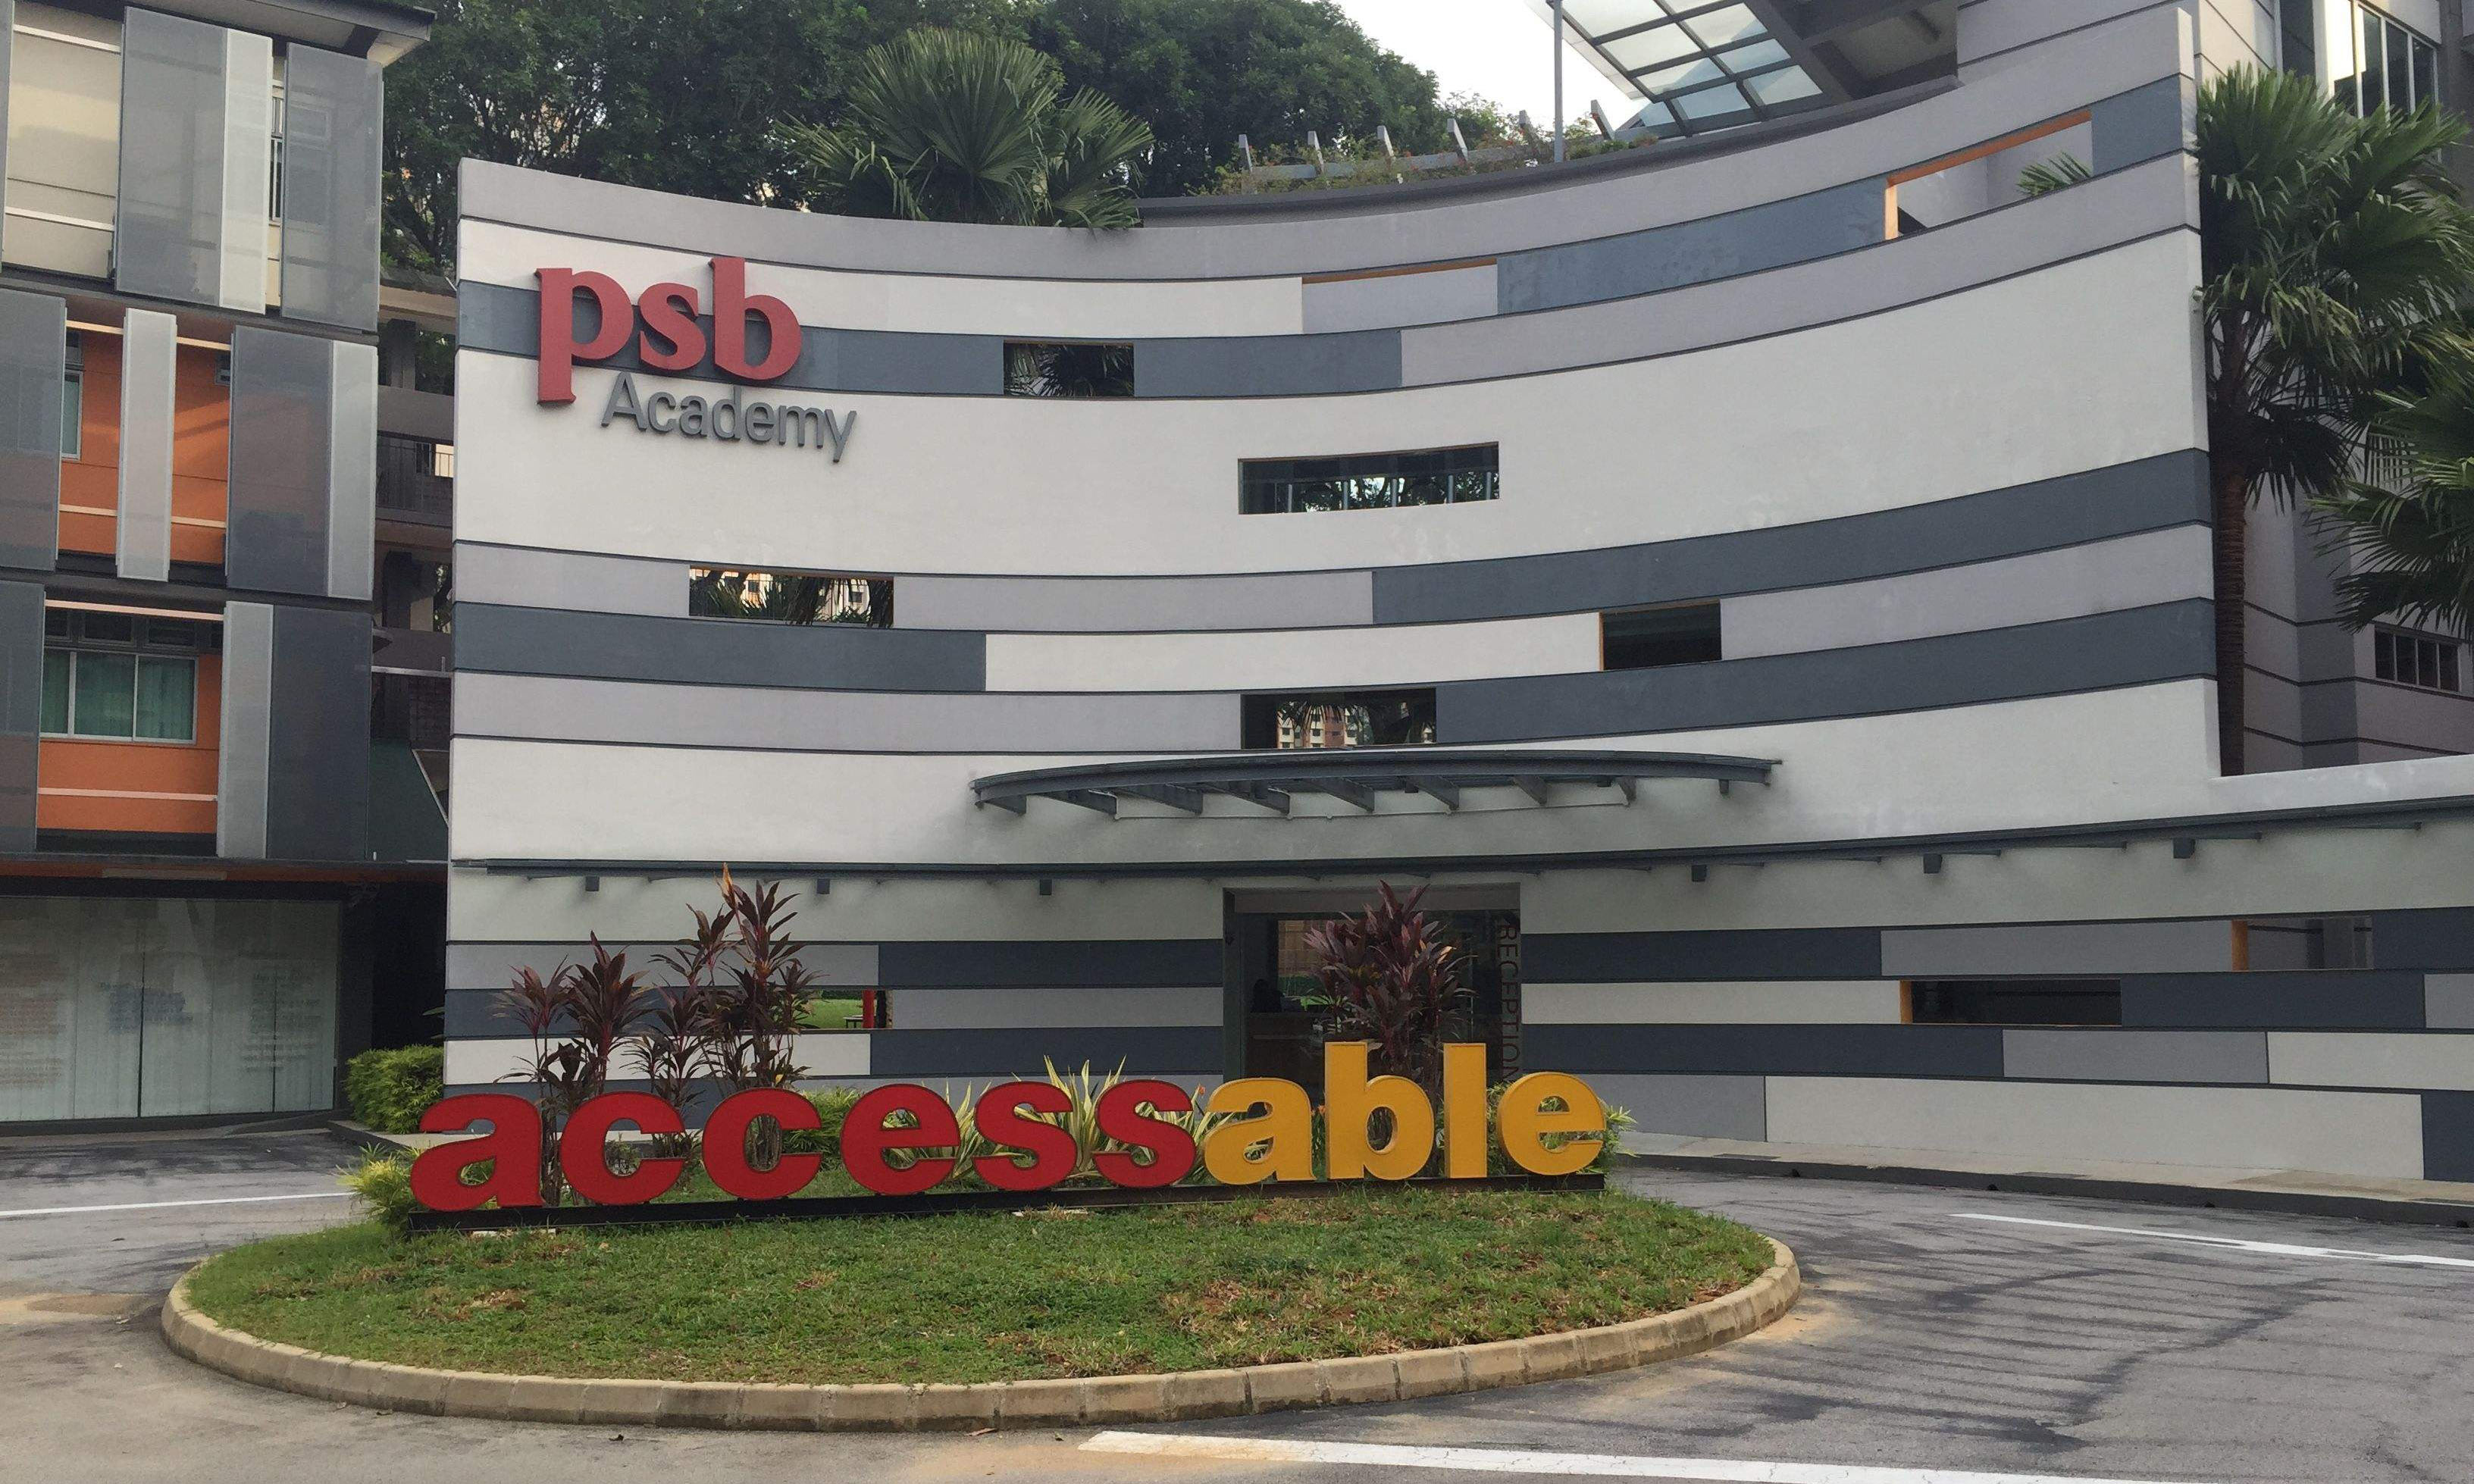 psb
Academy
RECEPTION
accessable